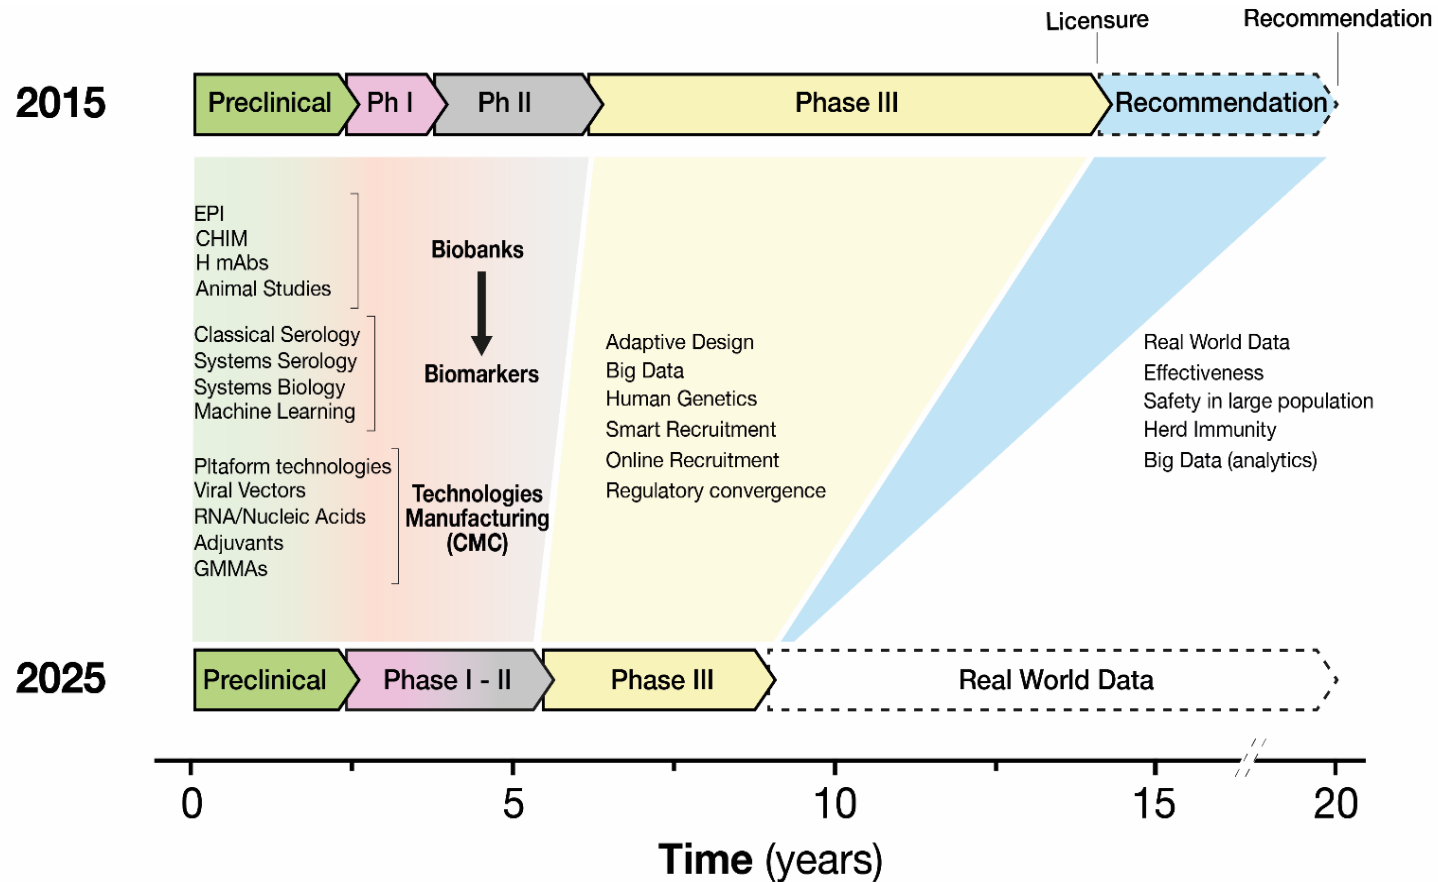 Licensure
Recommendation
2015
Preclinical
Ph I
Ph II
Phase III
Recommendation
EPI
CHIM
H mAbs
Animal Studies
Biobanks
Classical Serology
Systems Serology
Systems Biology
Machine Learning
Biomarkers
Pltaform technologies
Viral Vectors
RNA/Nucleic Acids
Adjuvants
GMMAs
Technologies
Manufacturing
(CMC)
Adaptive Design
Big Data
Human Genetics
Smart Recruitment
Online Recruitment
Regulatory convergence
Real World Data
Effectiveness
Safety in large population
Herd Immunity
Big Data (analytics)
2025
Preclinical
Phase I - II
Phase III
Real World Data
0
5
10
15
20
Time (years)